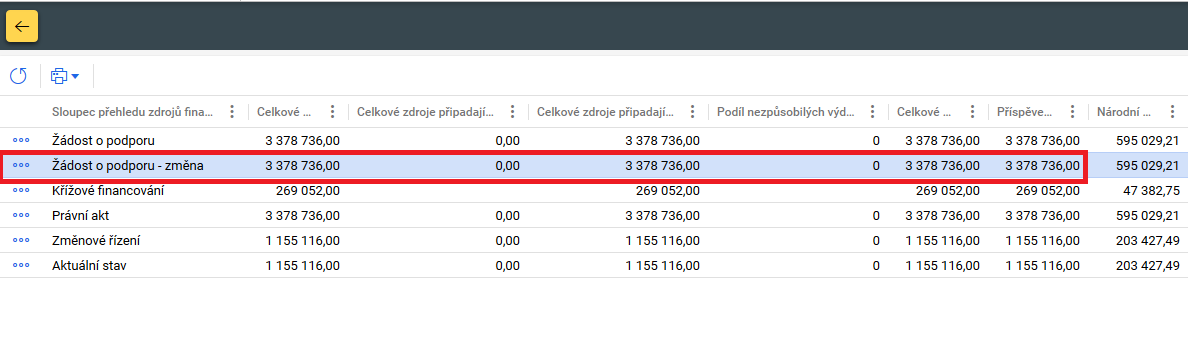 Sloupec přehledu zdrojů fina... Celkové ... Celkové zdroje připadají... Celkové zdroje připadají... Podíl nezpůsobilých výd... Celkové ... Příspěve... Národní ...
Žádost o podporu 3 378 736,00 0,00 3 378 736,00 0 3 378 736,00 3 378 736,00 595 029,21
Žádost o podporu - změna 3 378 736,00 0,00 3 378 736,00 0 3 378 736,00 3 378 736,00 595 029,21
Křížové financování 269 052,00 269 052,00 269 052,00 269 052,00 47 382,75
Právní akt 3 378 736,00 0,00 3 378 736,00 0 3 378 736,00 3 378 736,00 595 029,21
Změnové řízení 1 155 116,00 0,00 1 155 116,00 0 1 155 116,00 1 155 116,00 203 427,49
Aktuální stav 1 155 116,00 0,00 1 155 116,00 0 1 155 116,00 1 155 116,00 203 427,49